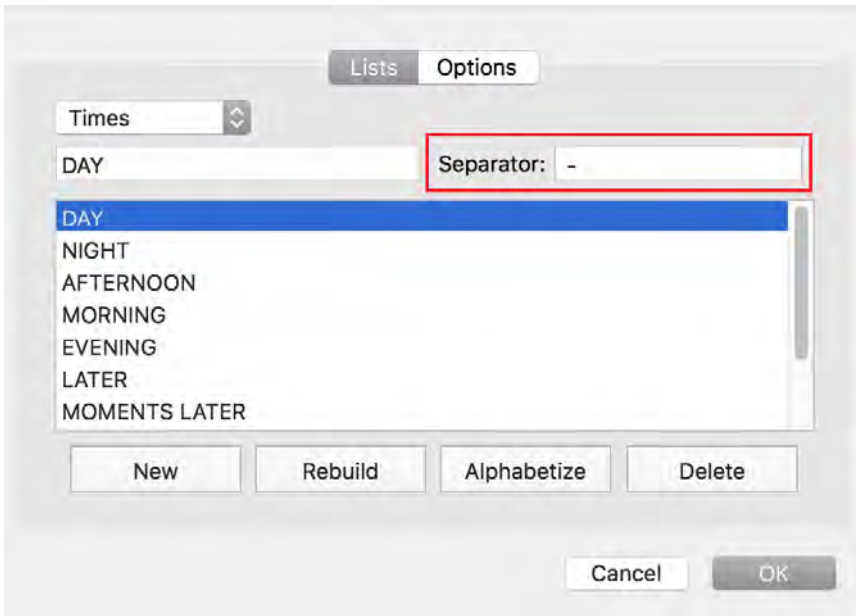 Lists Options
Times
DAY Separator: -
DAY
NIGHT
AFTERNOON
MORNING
EVENING
LATER
MOMENTS LATER
New Rebuild Alphabetize Delete
Cancel OK